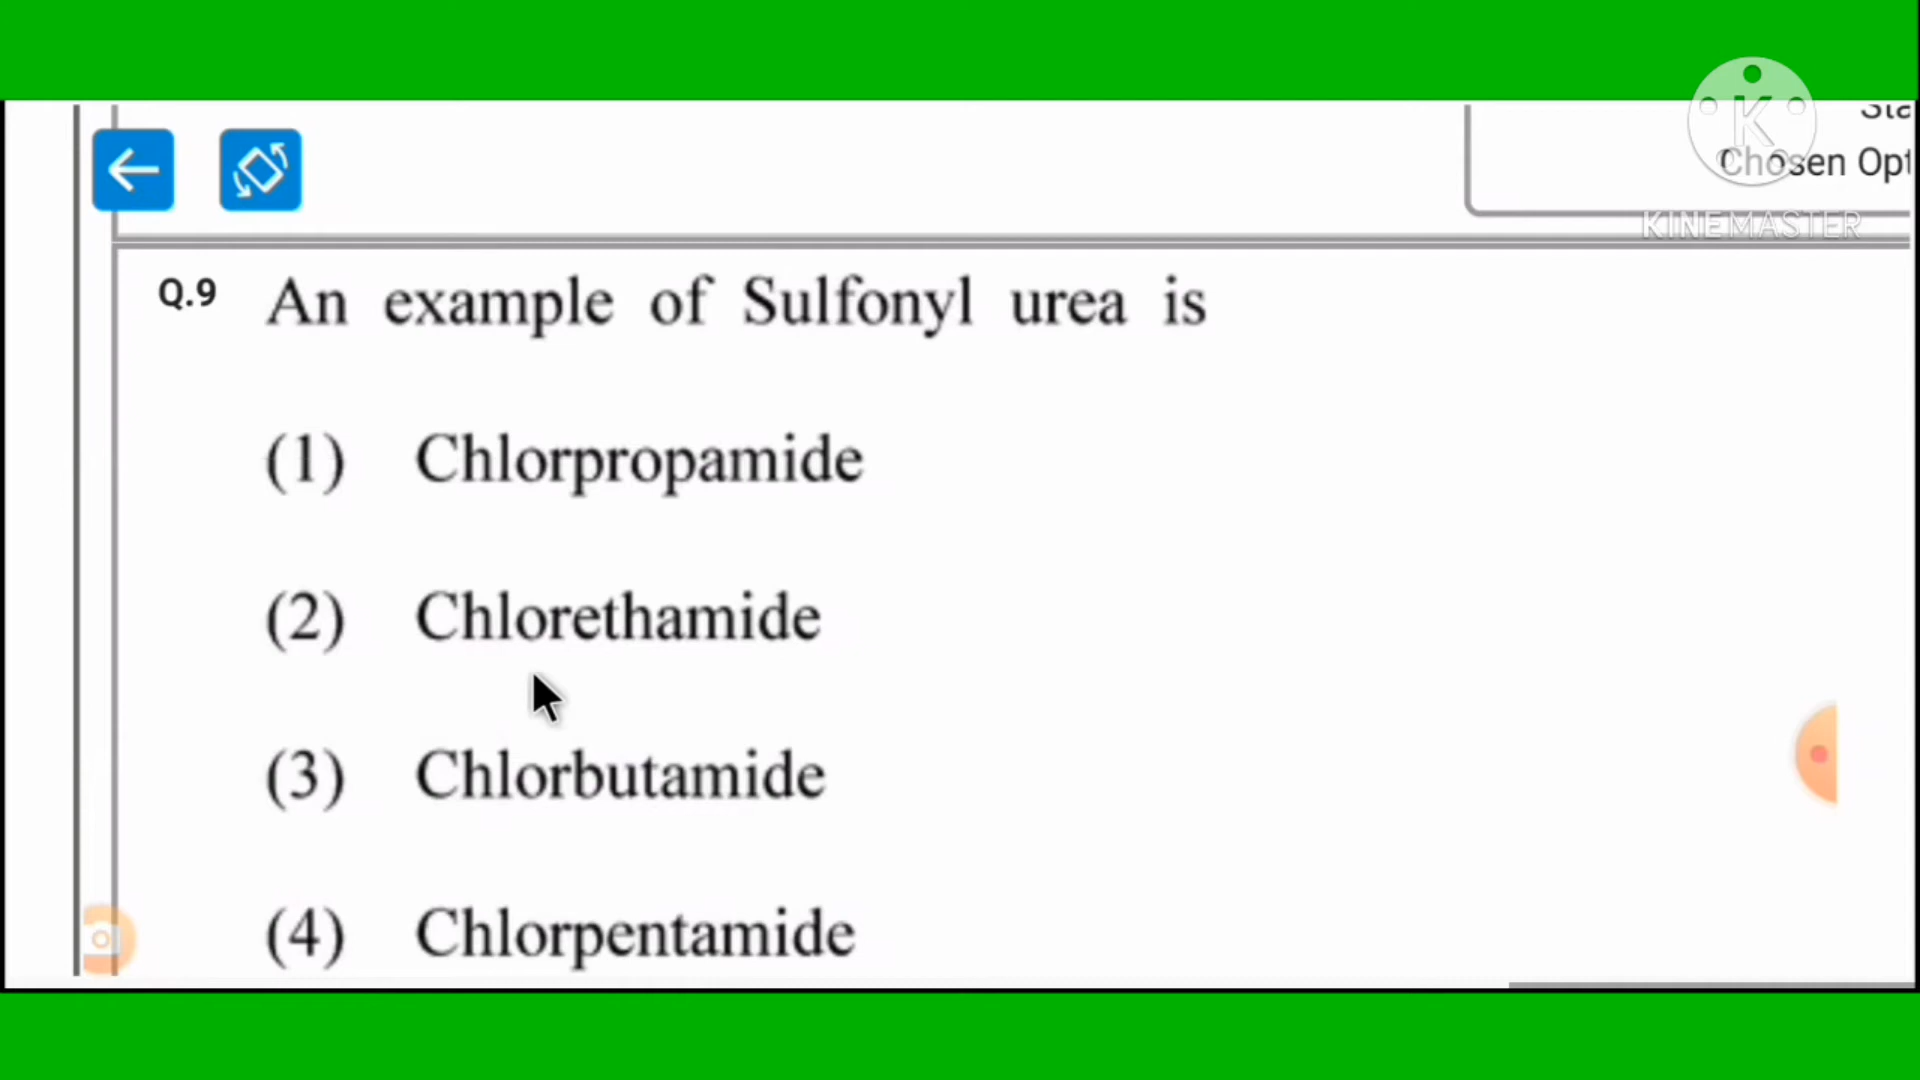 Chosen Opt
KINEMASTER
Q.9 An example of Sulfonyl urea is
(1) Chlorpropamide
(2) Chlorethamide
(3) Chlorbutamide
(4) Chlorpentamide